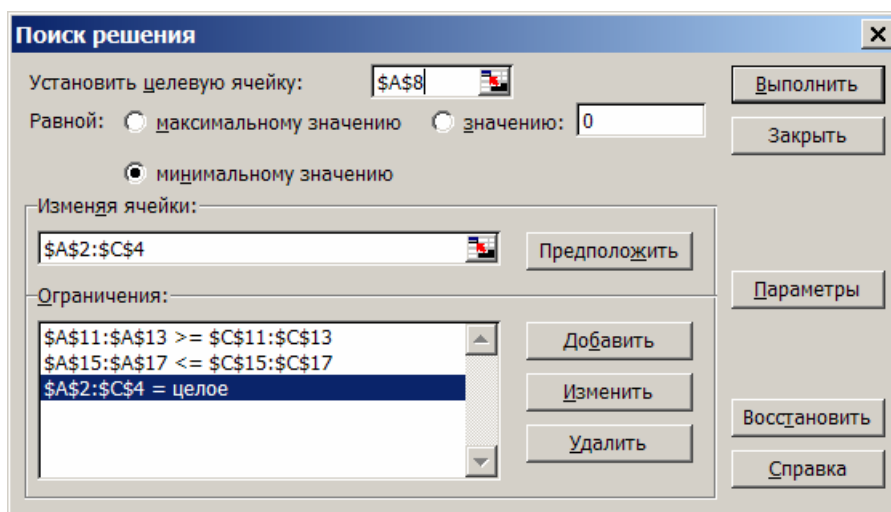 Поиск решения
Установить целевую ячейку: $A$8
Выполнить
Равной: максимальному значению значению: 0
Закрыть
минимальному значению
Изменяя ячейки:
$A$2:$C$4
Предположить
Параметры
Ограничения:
$A$11:$A$13 >= $C$11:$C$13
$A$15:$A$17 <= $C$15:$C$17
$A$2:$C$4 = целое
Добавить
Изменить
Удалить
Восстановить
Справка